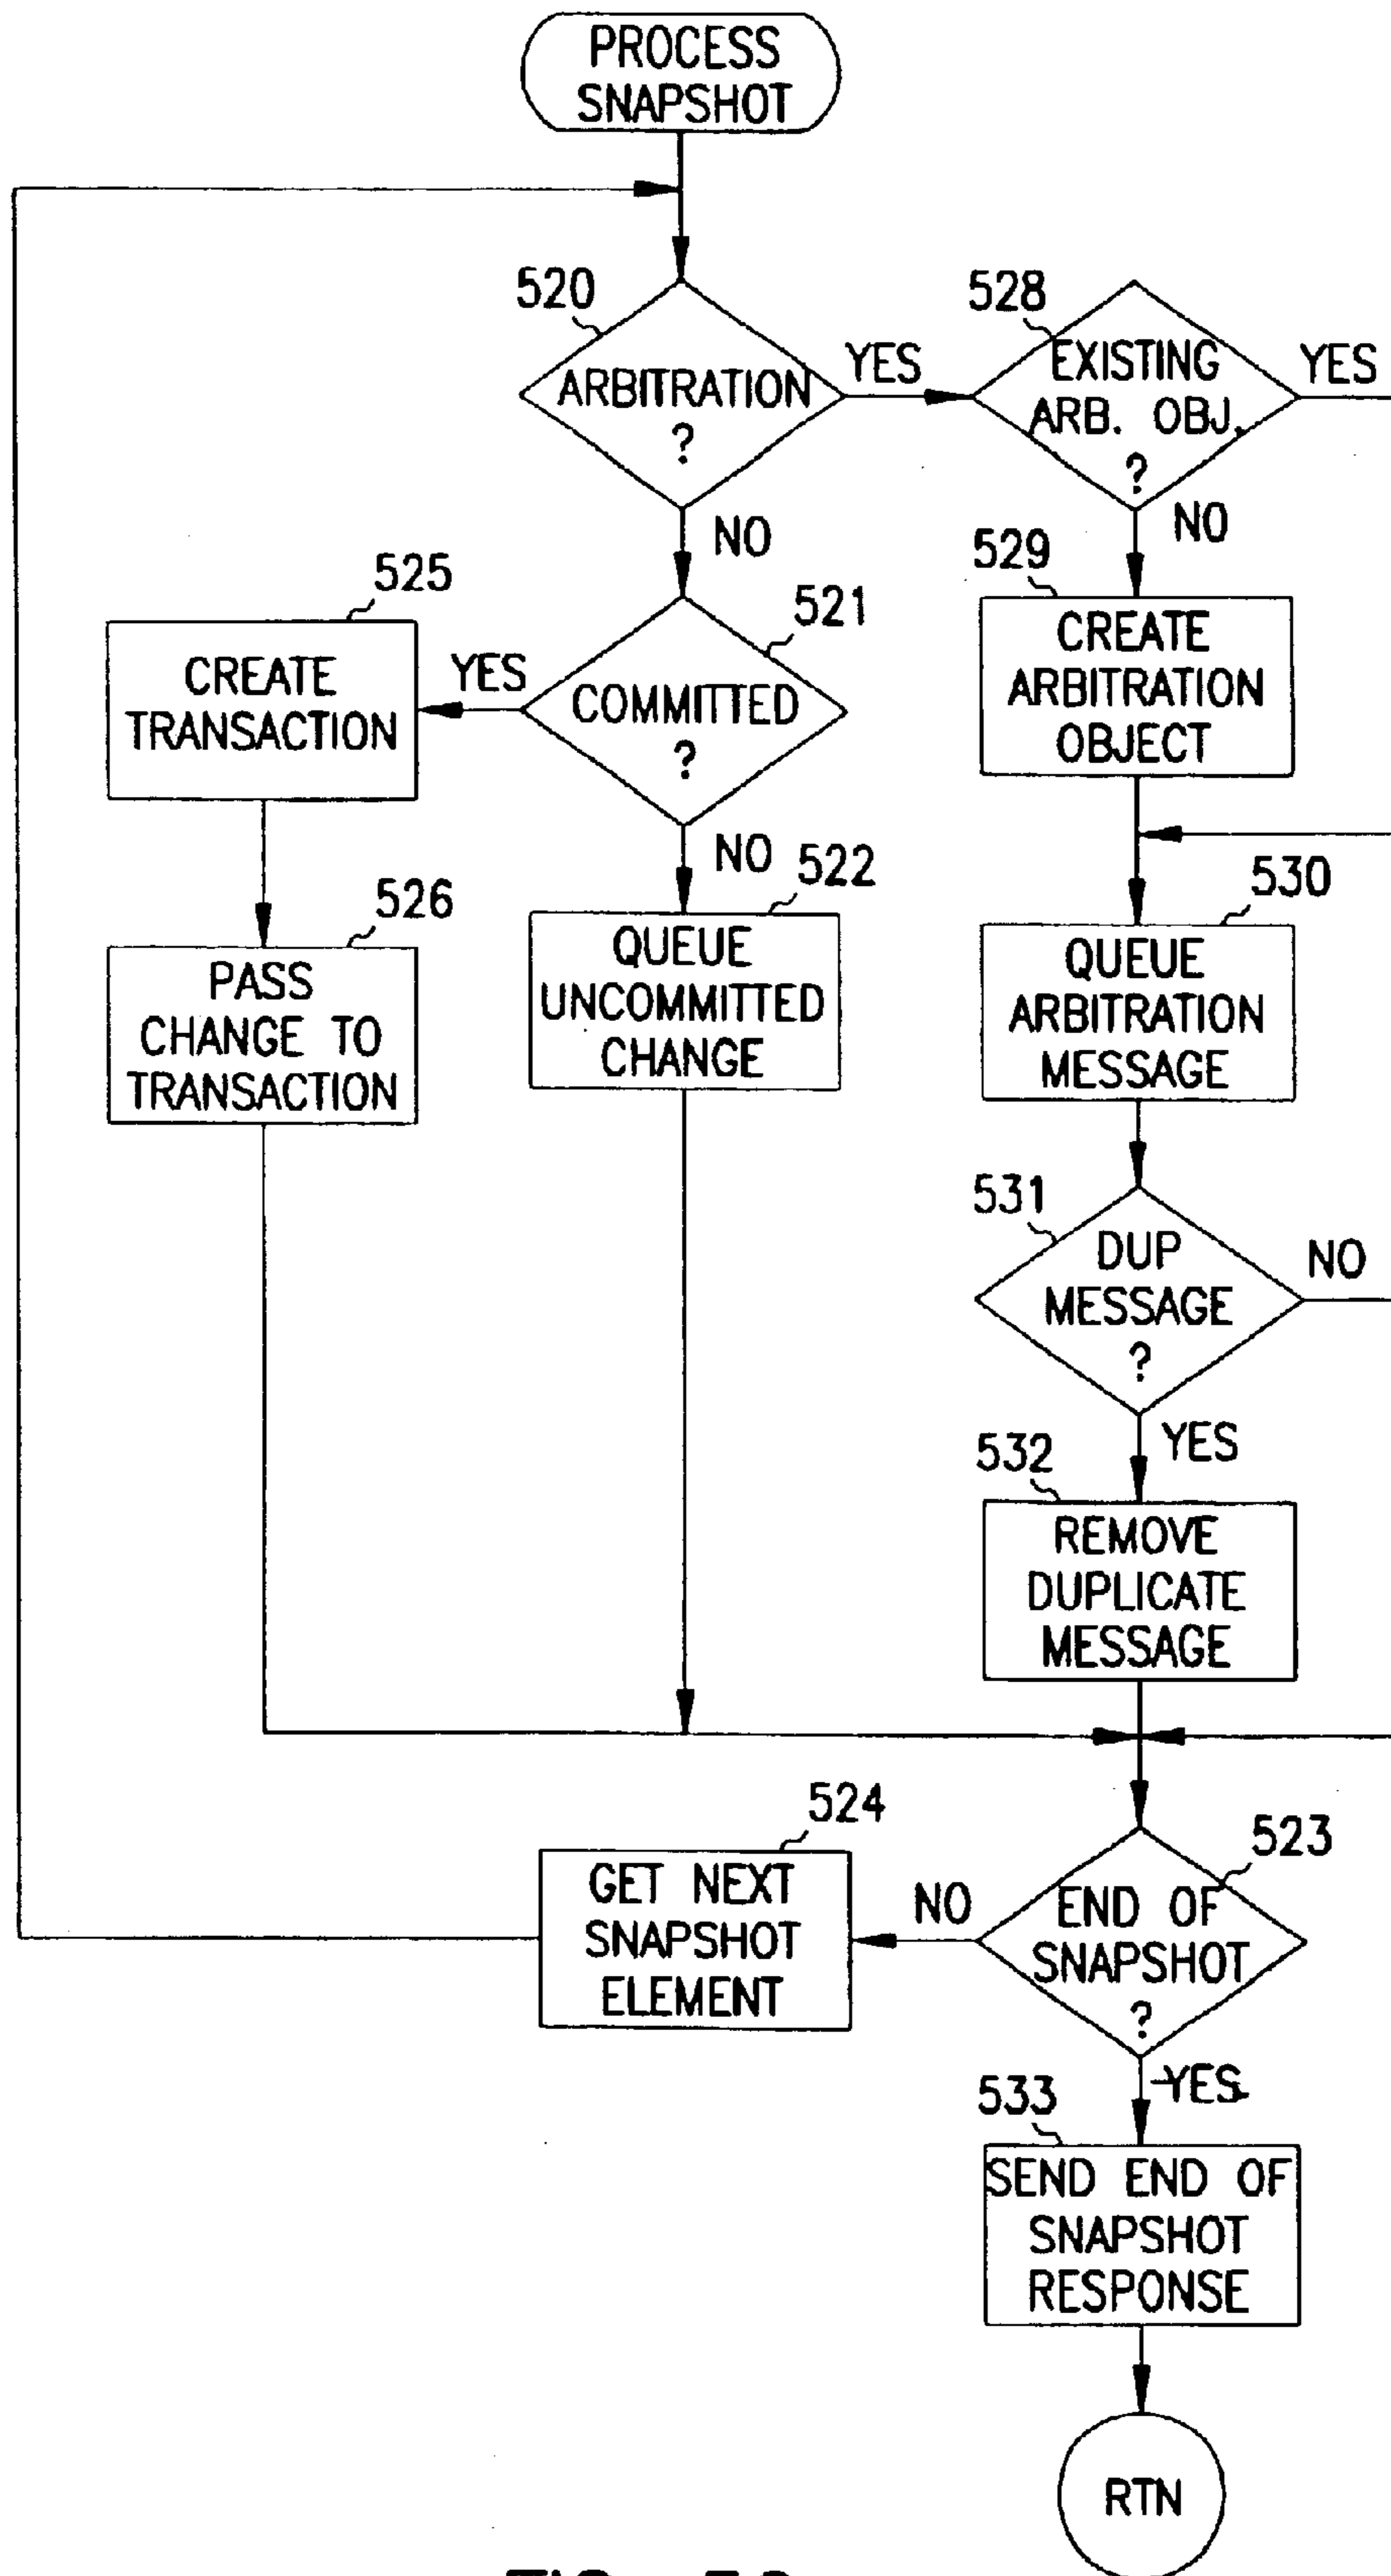 PROCESS
SNAPSHOT
520
ARBITRATION
?
YES
NO
528
EXISTING
ARB. OBJ.
?
YES
NO
521
COMMITTED
?
YES
NO
525
CREATE
TRANSACTION
526
PASS
CHANGE TO
TRANSACTION
522
QUEUE
UNCOMMITTED
CHANGE
529
CREATE
ARBITRATION
OBJECT
530
QUEUE
ARBITRATION
MESSAGE
531
DUP
MESSAGE
?
NO
YES
532
REMOVE
DUPLICATE
MESSAGE
523
END OF
SNAPSHOT
?
NO
YES
524
GET NEXT
SNAPSHOT
ELEMENT
533
SEND END OF
SNAPSHOT
RESPONSE
RTN